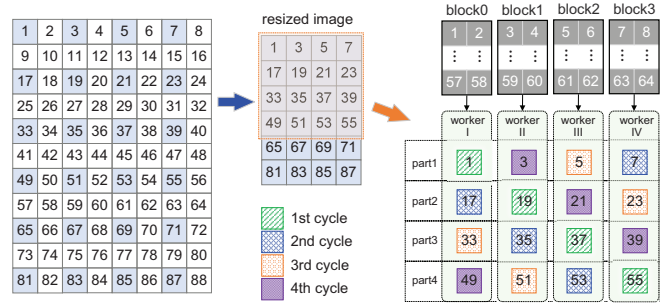 1 2 3 4 5 6 7 8
9 10 11 12 13 14 15 16
17 18 19 20 21 22 23 24
25 26 27 28 29 30 31 32
33 34 35 36 37 38 39 40
41 42 43 44 45 46 47 48
49 50 51 52 53 54 55 56
57 58 59 60 61 62 63 64
65 66 67 68 69 70 71 72
73 74 75 76 77 78 79 80
81 82 83 84 85 86 87 88
resized image
1 3 5 7
17 19 21 23
33 35 37 39
49 51 53 55
65 67 69 71
81 83 85 87
1st cycle
2nd cycle
3rd cycle
4th cycle
block0 block1 block2 block3
1 2 3 4 5 6 7 8
⋮ ⋮ ⋮ ⋮ ⋮ ⋮ ⋮ ⋮
57 58 59 60 61 62 63 64
worker worker worker worker
I II III IV
part1 1 3 5 7
part2 17 19 21 23
part3 33 35 37 39
part4 49 51 53 55